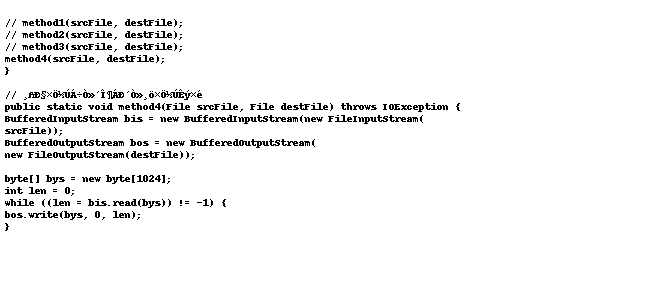 // method1(srcFile, destFile);
// method2(srcFile, destFile);
// method3(srcFile, destFile);
method4(srcFile, destFile);
}
// ¸ßÐ§×Ö½ÚÁ÷Ò»´Î¶ÁÐ´Ò»¸ö×Ö½ÚÊý×é
public static void method4(File srcFile, File destFile) throws IOException {
BufferedInputStream bis = new BufferedInputStream(new FileInputStream(
srcFile));
BufferedOutputStream bos = new BufferedOutputStream(
new FileOutputStream(destFile));
byte[] bys = new byte[1024];
int len = 0;
while ((len = bis.read(bys)) != -1) {
bos.write(bys, 0, len);
}